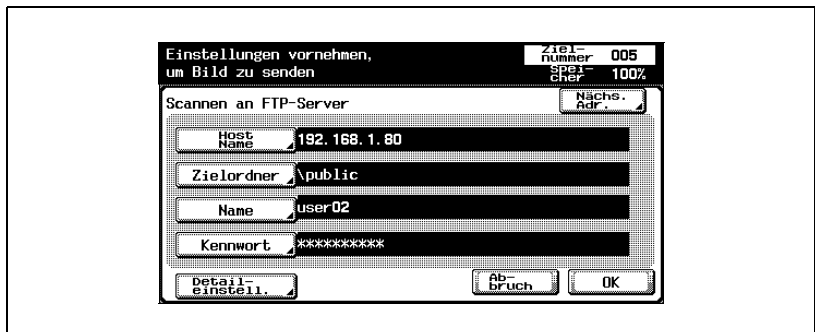 Einstellungen vornehmen,
um Bild zu senden
Ziel-
nummer 005
Spei-
cher 100%
Scannen an FTP-Server
Nächs.
Adr.
Host
Name
192.168.1.80
Zielordner
\public
Name
user02
Kennwort
**********
Detail-
einstell.
Ab-
bruch
OK